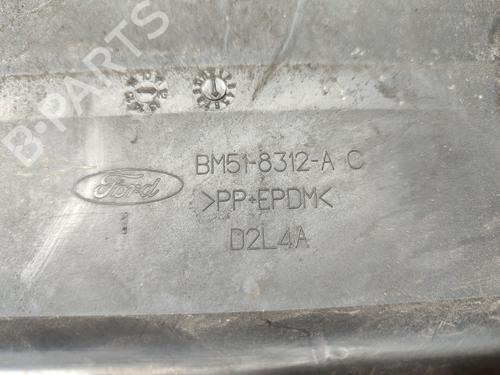 B-PARTS
Ford
BM51-8312-A C
>PP+EPDM<
D2L4A